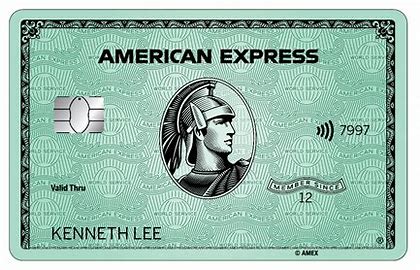 AMERICAN EXPRESS
7997
Valid Thru
MEMBER SINCE
12
KENNETH LEE
®
© AMEX